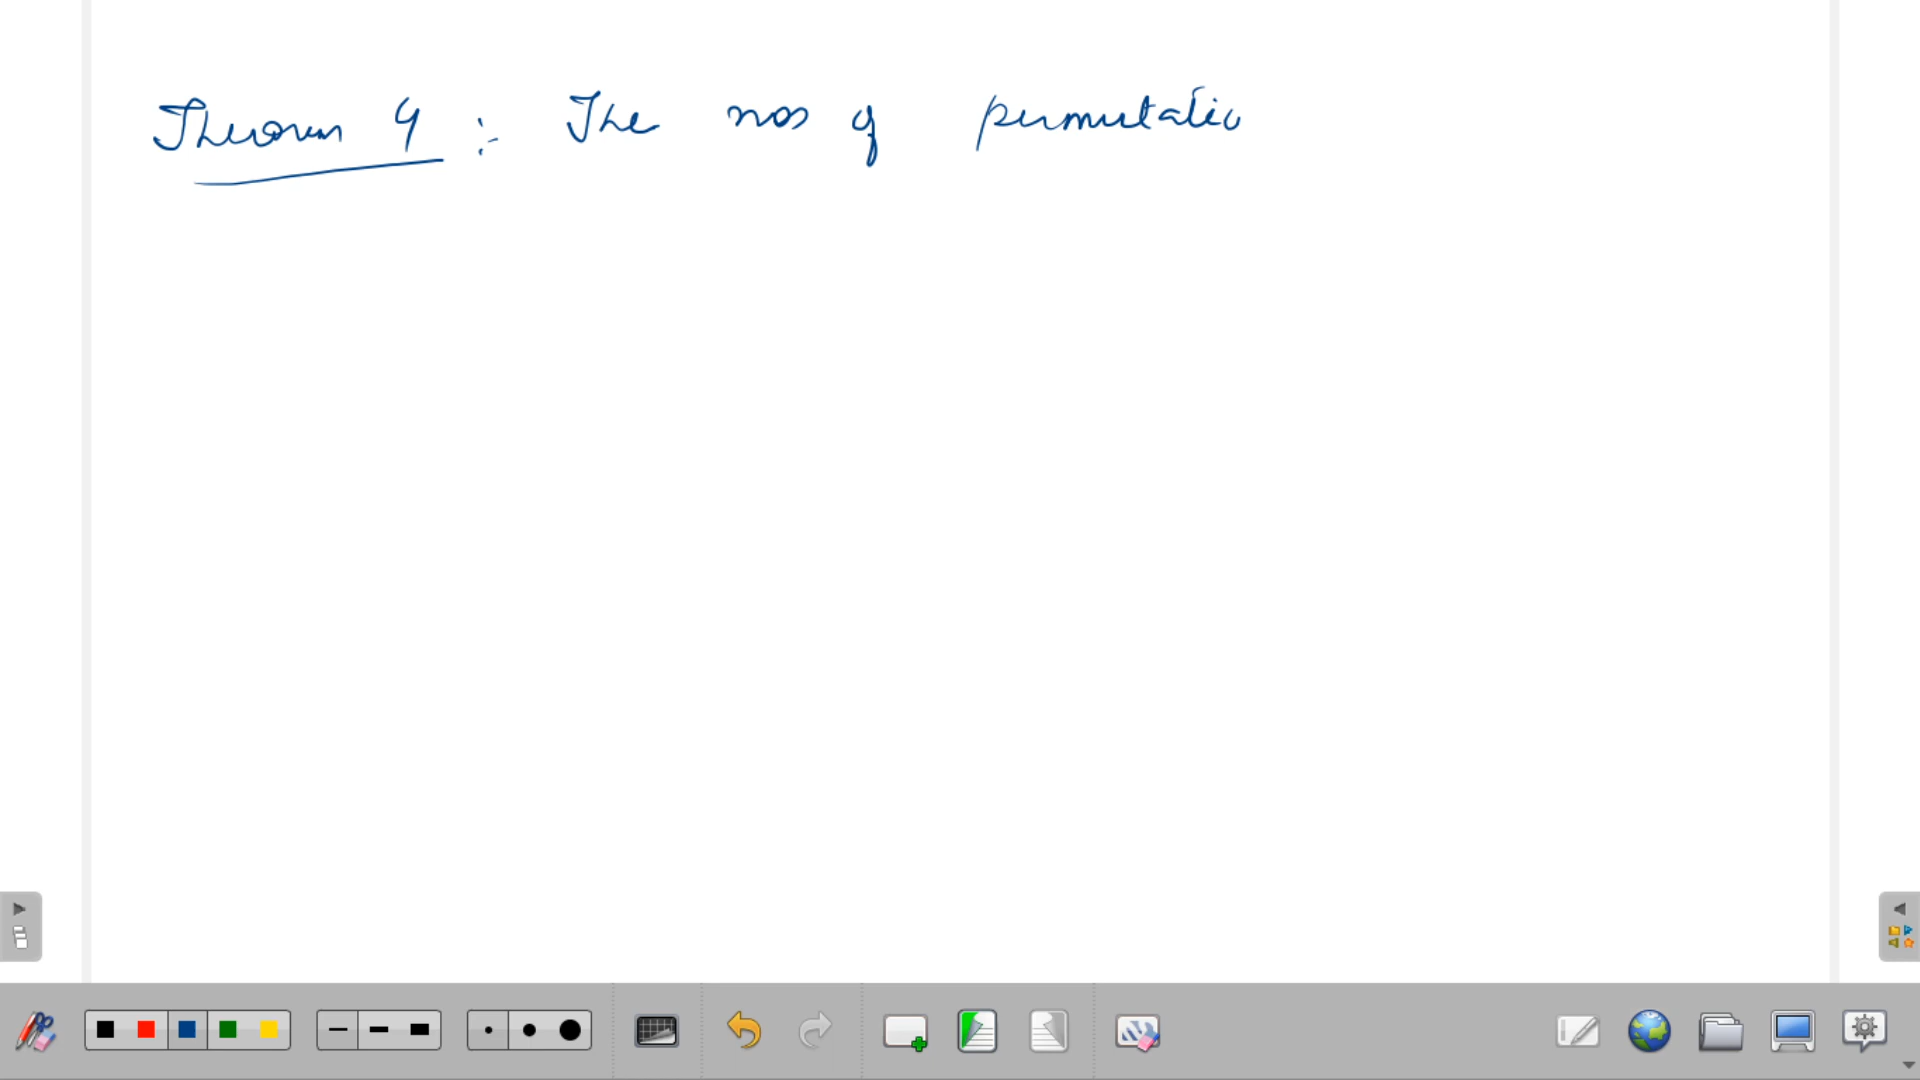 Theorem 4 :- The nos of permutatio